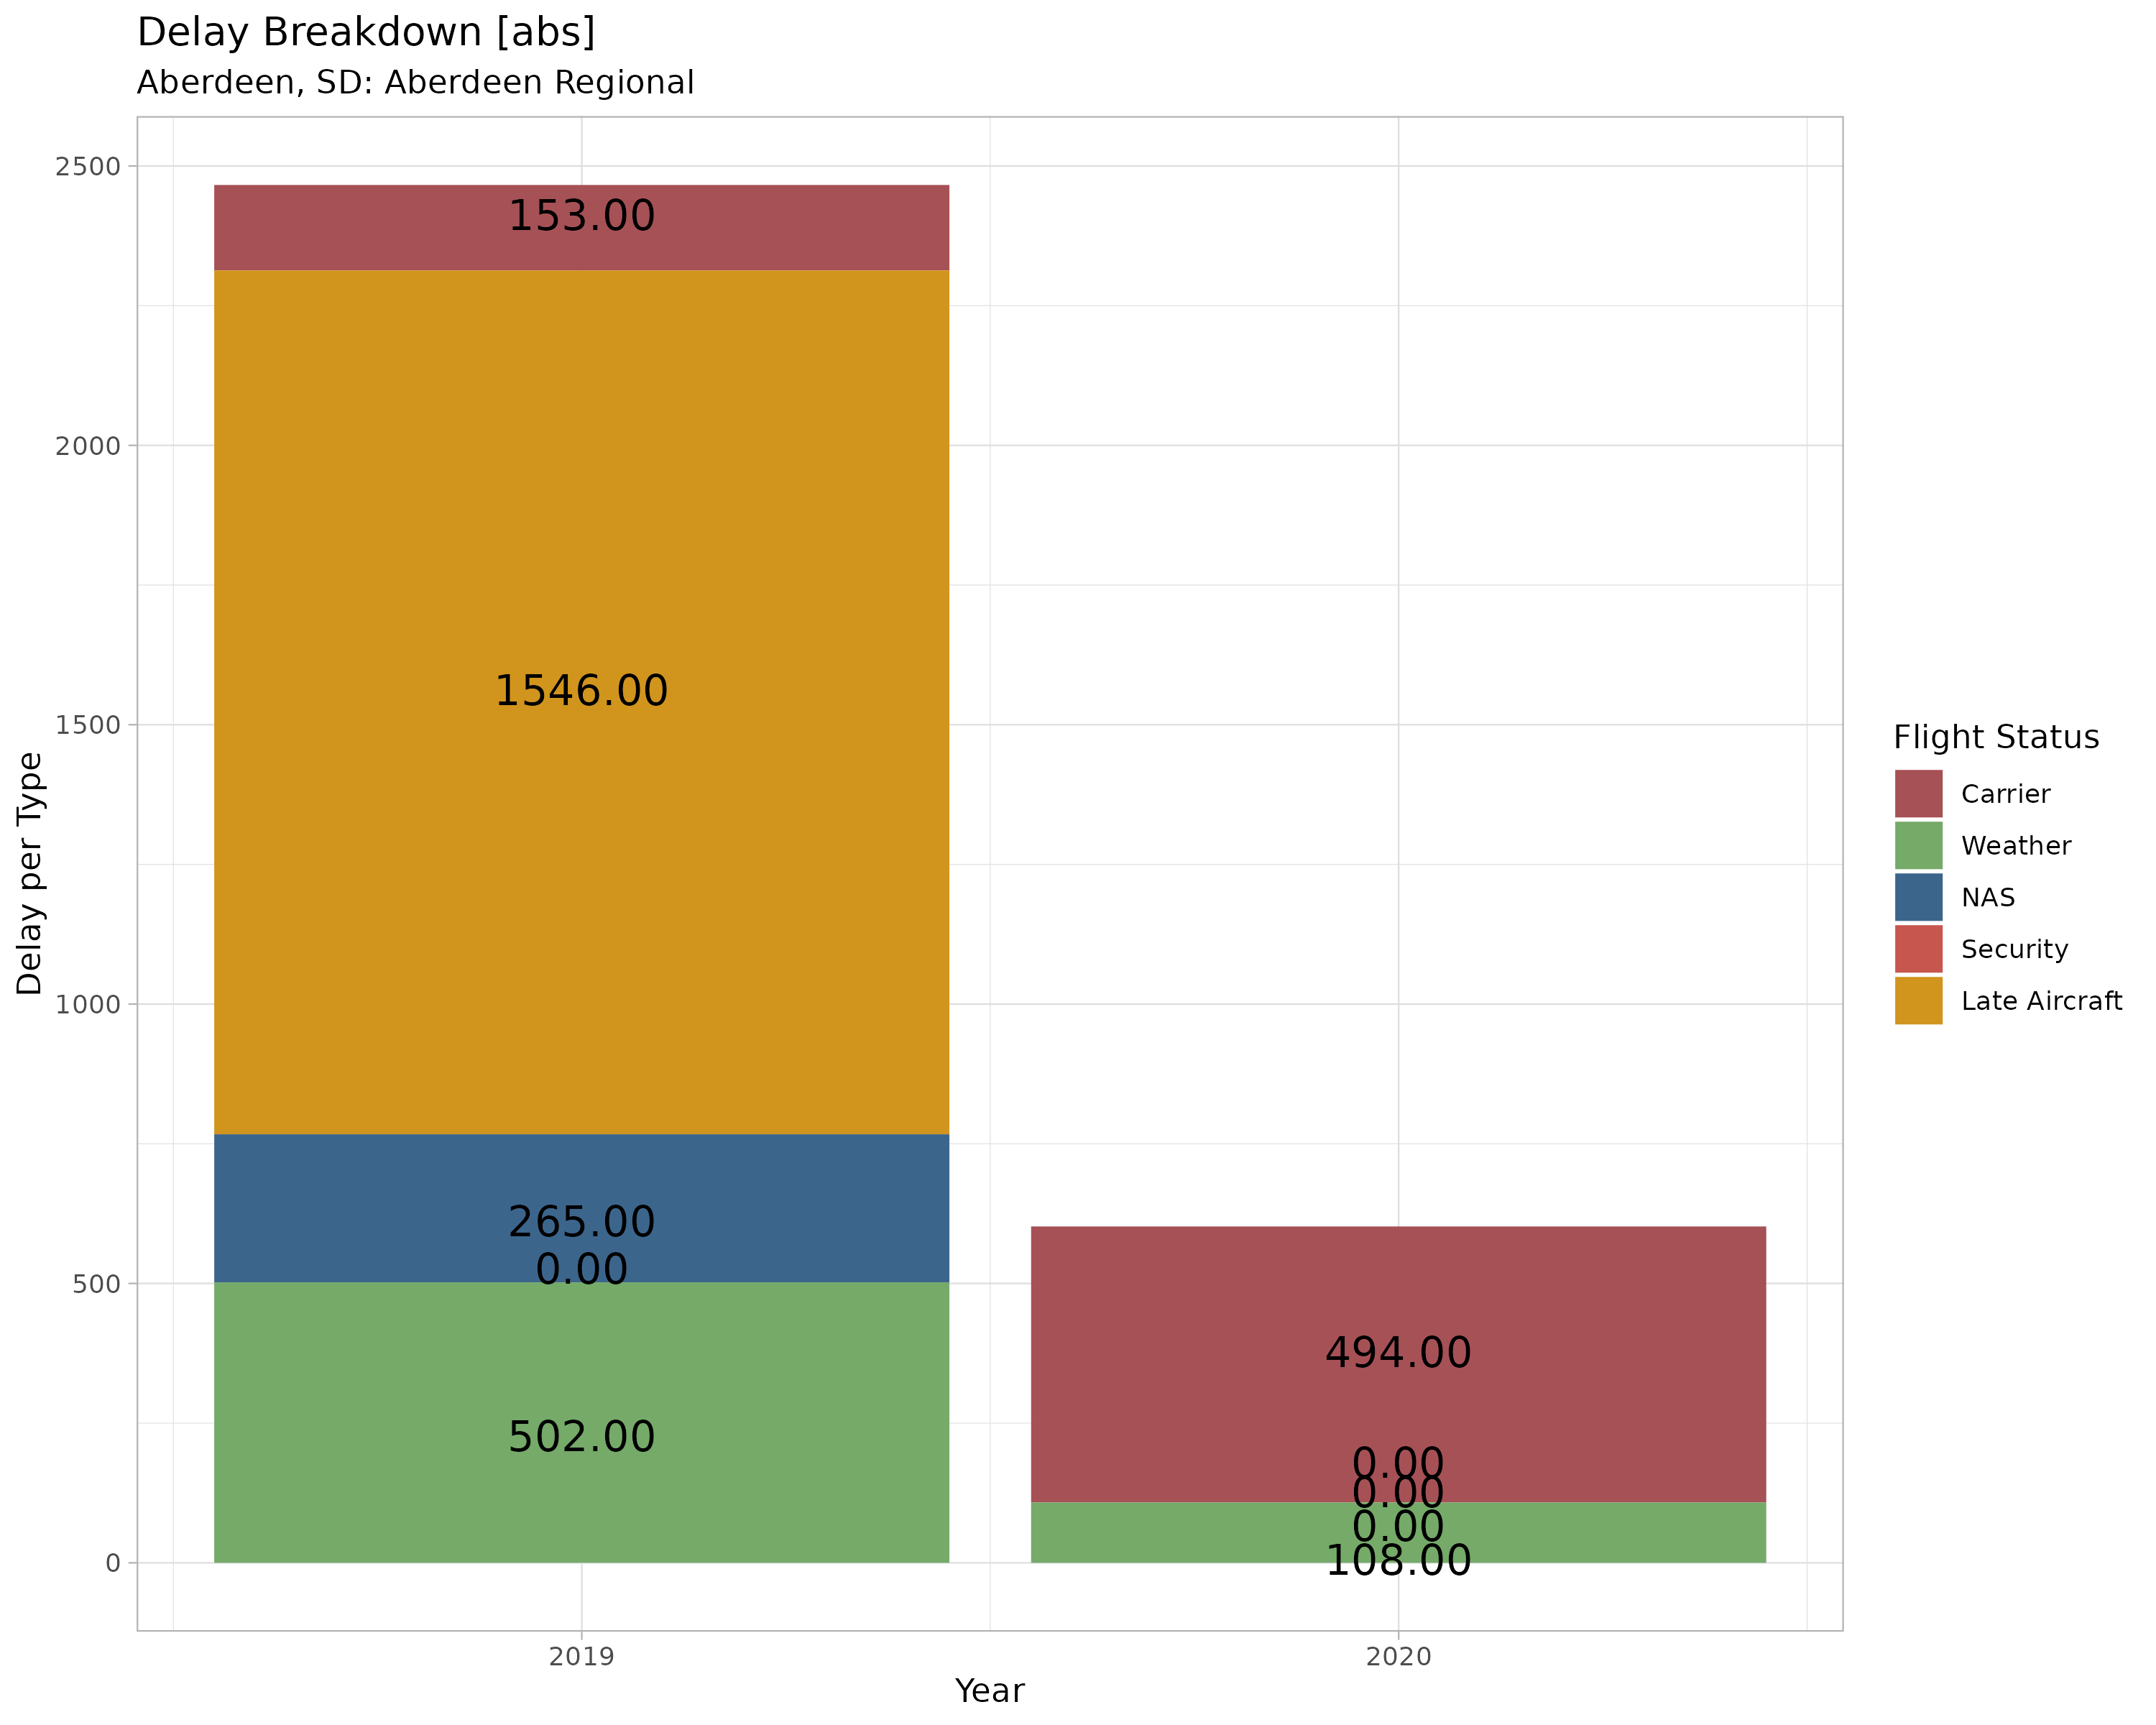 Delay Breakdown [abs]
Aberdeen, SD: Aberdeen Regional
Delay per Type
2500
2000
1500
1000
500
0
153.00
1546.00
265.00
0.00
502.00
494.00
0.00
0.00
0.00
108.00
2019
2020
Year
Flight Status
Carrier
Weather
NAS
Security
Late Aircraft